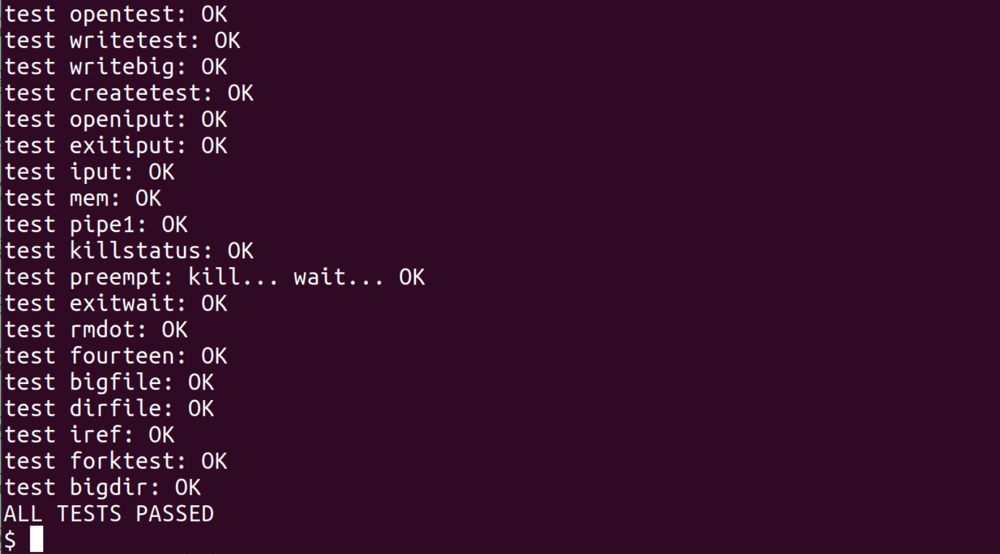 test opentest: OK
test writetest: OK
test writebig: OK
test createtest: OK
test openiput: OK
test exitiput: OK
test iput: OK
test mem: OK
test pipe1: OK
test killstatus: OK
test preempt: kill... wait... OK
test exitwait: OK
test rmdot: OK
test fourteen: OK
test bigfile: OK
test dirfile: OK
test iref: OK
test forktest: OK
test bigdir: OK
ALL TESTS PASSED
$